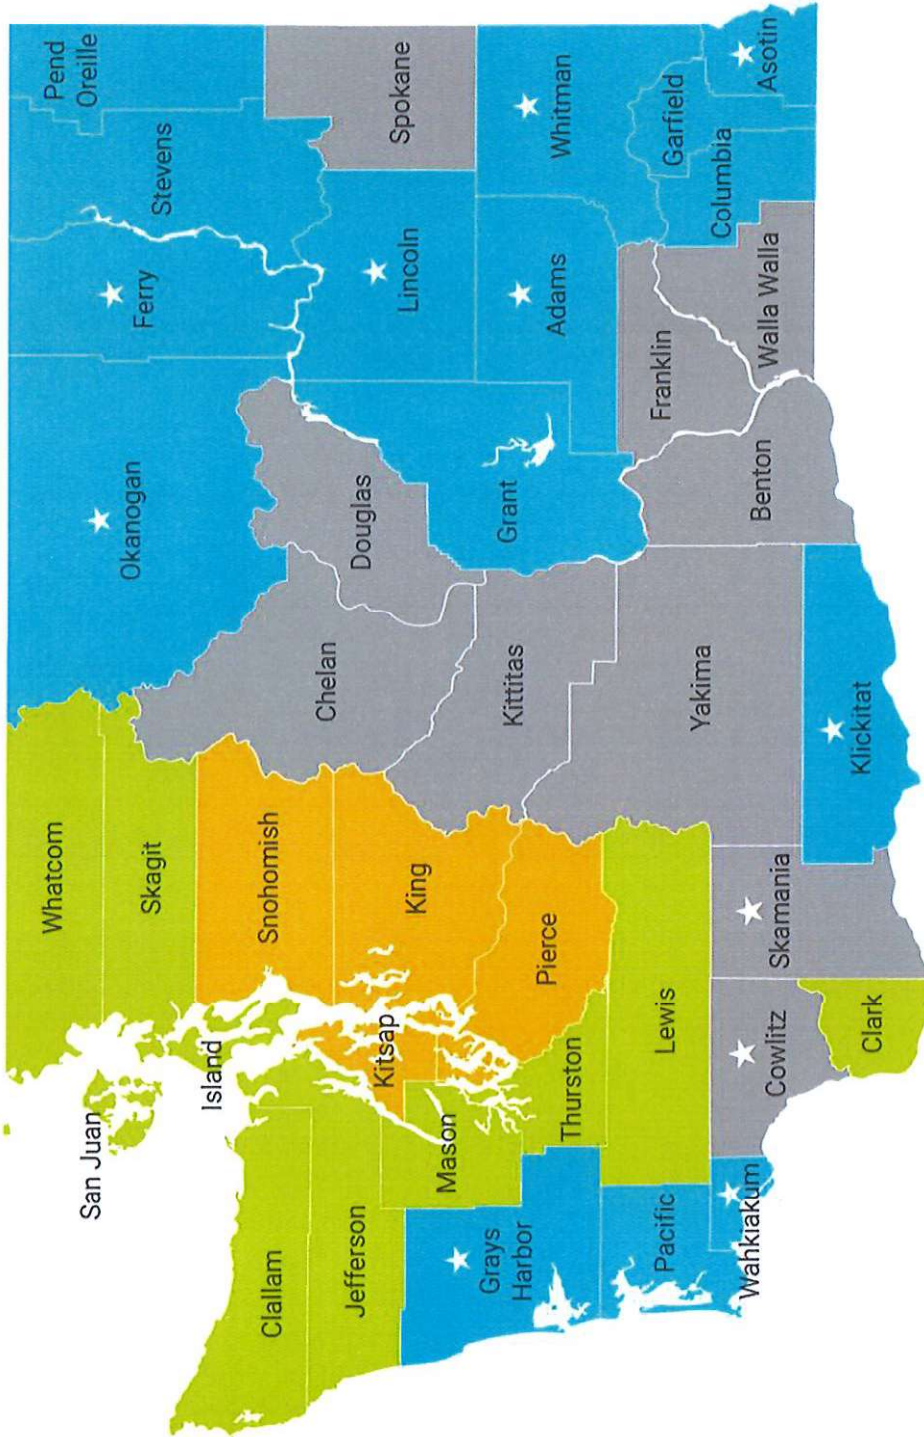 San Juan
Whatcom
Skagit
Island
Clallam
Jefferson
Snohomish
Kitsap
King
Mason
Grays
Harbor
Thurston
Pierce
Pacific
Lewis
Wahkiakum
Cowlitz
Clark
Skamania
Okanogan
Ferry
Stevens
Pend
Oreille
Chelan
Douglas
Lincoln
Spokane
Kittitas
Grant
Adams
Whitman
Yakima
Franklin
Garfield
Columbia
Asotin
Klickitat
Benton
Walla Walla